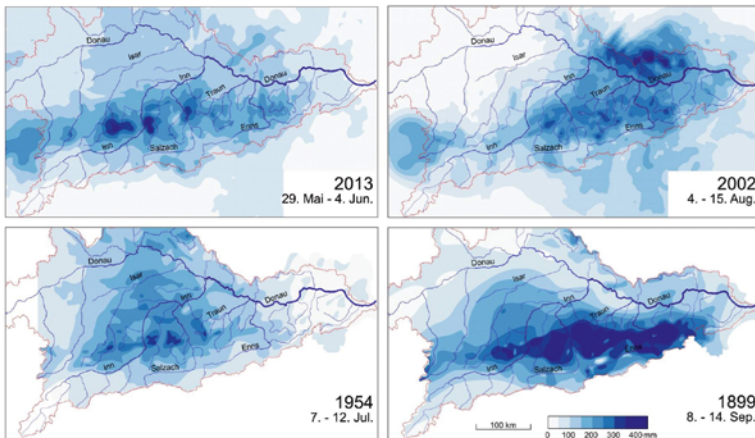 Donau
Isar
Inn
Traun
Donau
Inn
Salzach
Enns
2013
29. Mai - 4. Jun.
Donau
Isar
Inn
Traun
Donau
Inn
Salzach
Enns
2002
4. - 15. Aug.
Donau
Isar
Inn
Traun
Donau
Inn
Salzach
Enns
1954
7. - 12. Jul.
Donau
Isar
Inn
Traun
Donau
Inn
Salzach
Enns
1899
8. - 14. Sep.
100 km
0 100 200 300 400 mm